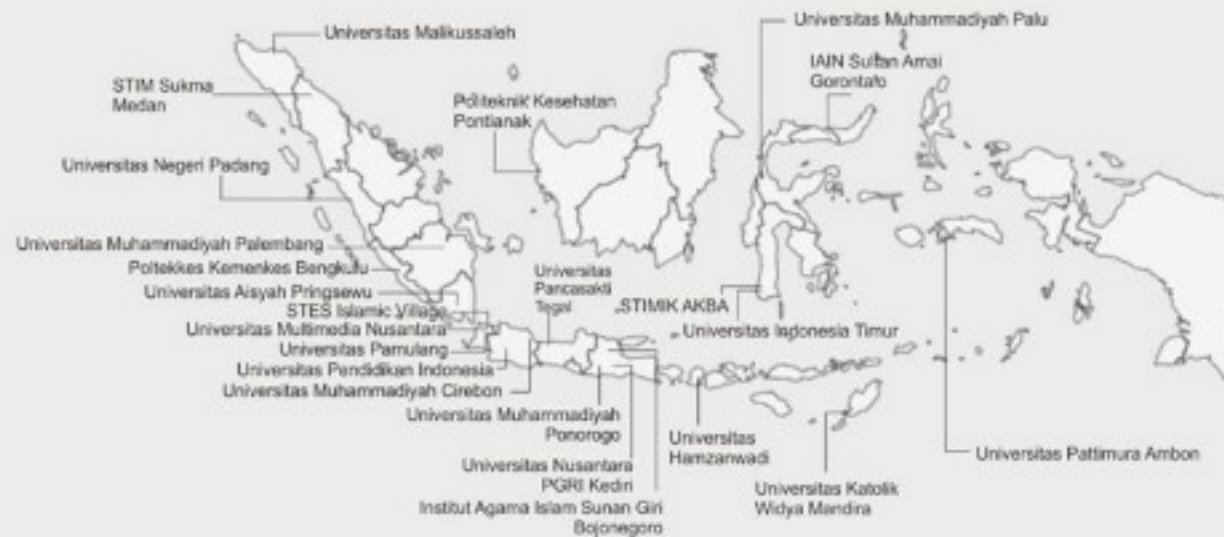 Universitas Muhammadiyah Palu
Universitas Malikussaleh
IAIN Sultan Amai
Gorontalo
STIM Sukma
Medan
Politeknik Kesehatan
Pontianak
Universitas Negeri Padang
Universitas Muhammadiyah Palembang
Poltekkes Kemenkes Bengkulu
Universitas
Pancasakti
Tegal
Universitas Aisyah Pringsewu
STES Islamic Village
STIMIK AKBA
Universitas Multimedia Nusantara
Universitas Indonesia Timur
Universitas Pamulang
Universitas Pendidikan Indonesia
Universitas Muhammadiyah Cirebon
Universitas Muhammadiyah
Ponorogo
Universitas
Hamzanwadi
Universitas Pattimura Ambon
Universitas Nusantara
PGRI Kediri
Universitas Katolik
Widya Mandira
Institut Agama Islam Sunan Giri
Bojonegoro